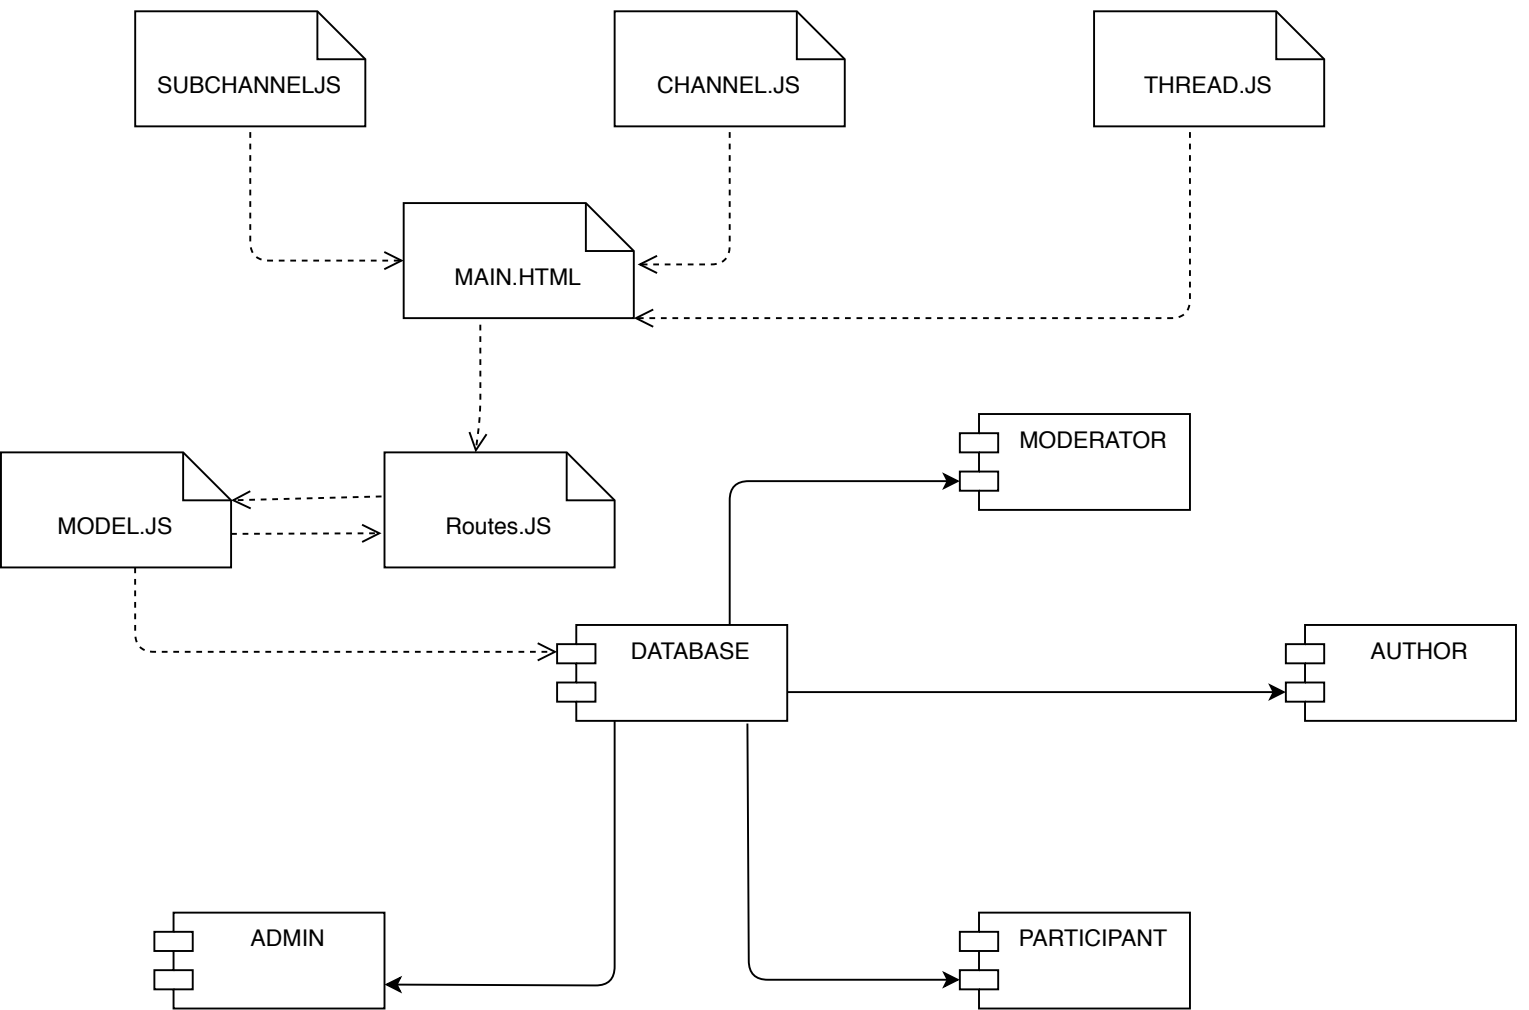 SUBCHANNELJS
CHANNEL.JS
THREAD.JS
MAIN.HTML
MODERATOR
MODEL.JS
Routes.JS
DATABASE
AUTHOR
ADMIN
PARTICIPANT